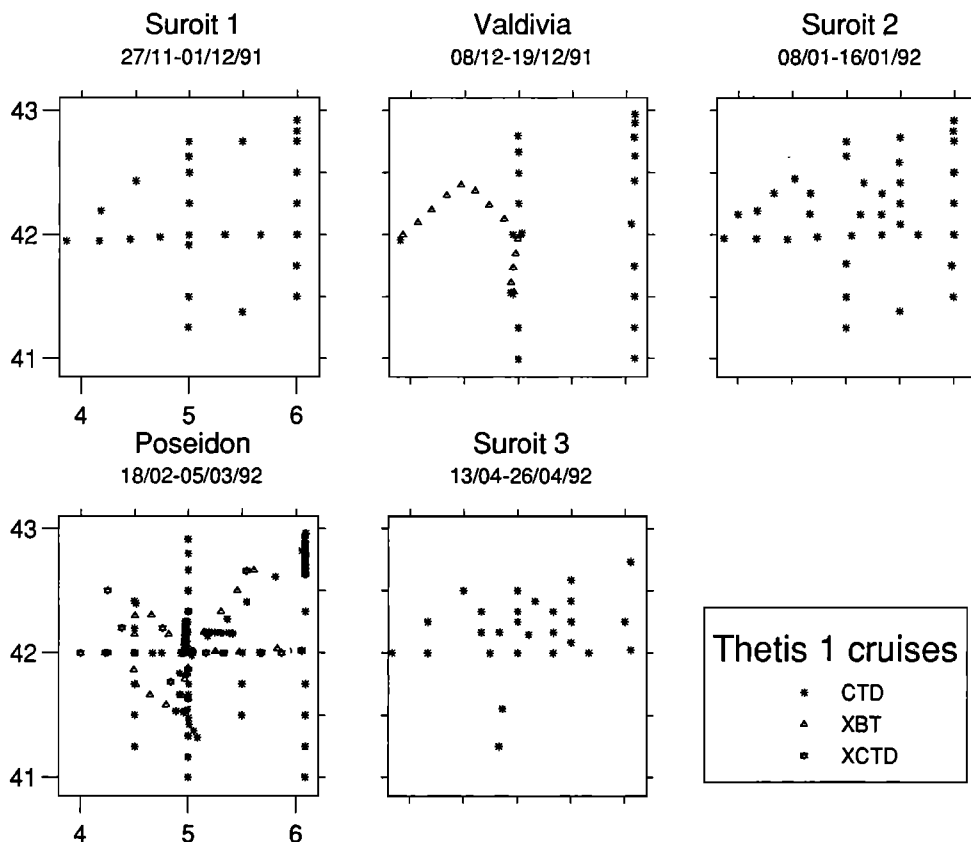 Suroit 1
27/11-01/12/91
Valdivia
08/12-19/12/91
Suroit 2
08/01-16/01/92
43
42
41
4 5 6
Poseidon
18/02-05/03/92
Suroit 3
13/04-26/04/92
43
42
41
4 5 6
Thetis 1 cruises
CTD
XBT
XCTD